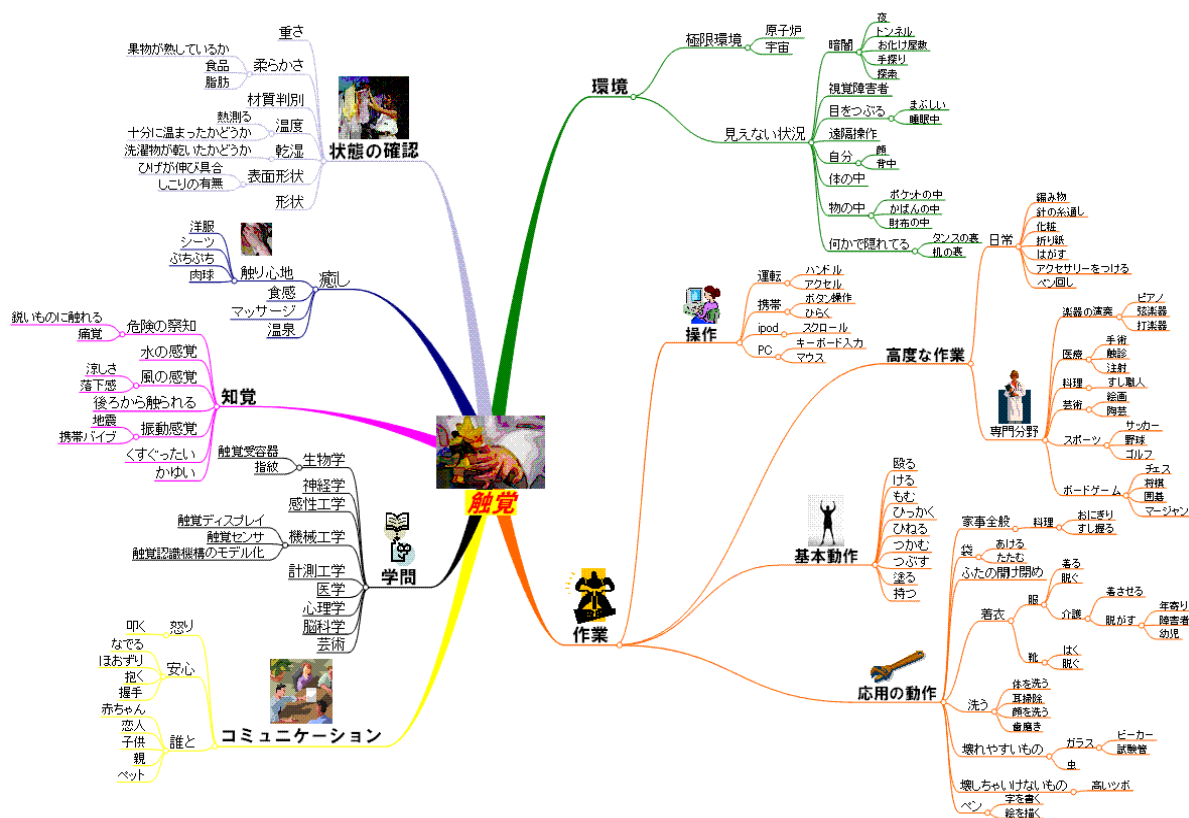 触覚
状態の確認
重さ
柔らかさ
果物が熟しているか
食品
脂肪
材質判別
温度
熱測る
十分に温まったかどうか
乾湿
洗濯物が乾いたかどうか
表面形状
ひげが伸び具合
しこりの有無
形状
癒し
触り心地
洋服
シーツ
ぷちぷち
肉球
食感
マッサージ
温泉
知覚
危険の察知
鋭いものに触れる
痛覚
水の感覚
風の感覚
涼しさ
落下感
後ろから触られる
振動感覚
地震
携帯バイブ
くすぐったい
かゆい
学問
生物学
触覚受容器
指紋
神経学
感性工学
機械工学
触覚ディスプレイ
触覚センサ
触覚認識機構のモデル化
計測工学
医学
心理学
脳科学
芸術
コミュニケーション
怒り
叩く
安心
なでる
ほおずり
抱く
握手
誰と
赤ちゃん
恋人
子供
親
ペット
環境
極限環境
原子炉
宇宙
見えない状況
暗闇
夜
トンネル
お化け屋敷
手探り
探索
視覚障害者
目をつぶる
まぶしい
睡眠中
遠隔操作
自分
顔
背中
体の中
物の中
ポケットの中
かばんの中
財布の中
何かで隠れてる
タンスの裏
机の裏
作業
操作
運転
ハンドル
アクセル
携帯
ボタン操作
ひらく
ipod
スクロール
PC
キーボード入力
マウス
高度な作業
日常
編み物
針の糸通し
化粧
折り紙
はがす
アクセサリーをつける
ペン回し
専門分野
楽器の演奏
ピアノ
弦楽器
打楽器
医療
手術
触診
注射
料理
すし職人
芸術
絵画
陶芸
スポーツ
サッカー
野球
ゴルフ
ボードゲーム
チェス
将棋
囲碁
マージャン
基本動作
殴る
ける
もむ
ひっかく
ひねる
つかむ
つぶす
塗る
持つ
応用の動作
家事全般
料理
おにぎり
すし握る
袋
あける
たたむ
ふたの開け閉め
着衣
服
着る
脱ぐ
介護
着させる
脱がす
年寄り
障害者
幼児
靴
はく
脱ぐ
洗う
体を洗う
耳掃除
顔を洗う
歯磨き
壊れやすいもの
ガラス
ビーカー
試験管
虫
壊しちゃいけないもの
高いツボ
ペン
字を書く
絵を描く